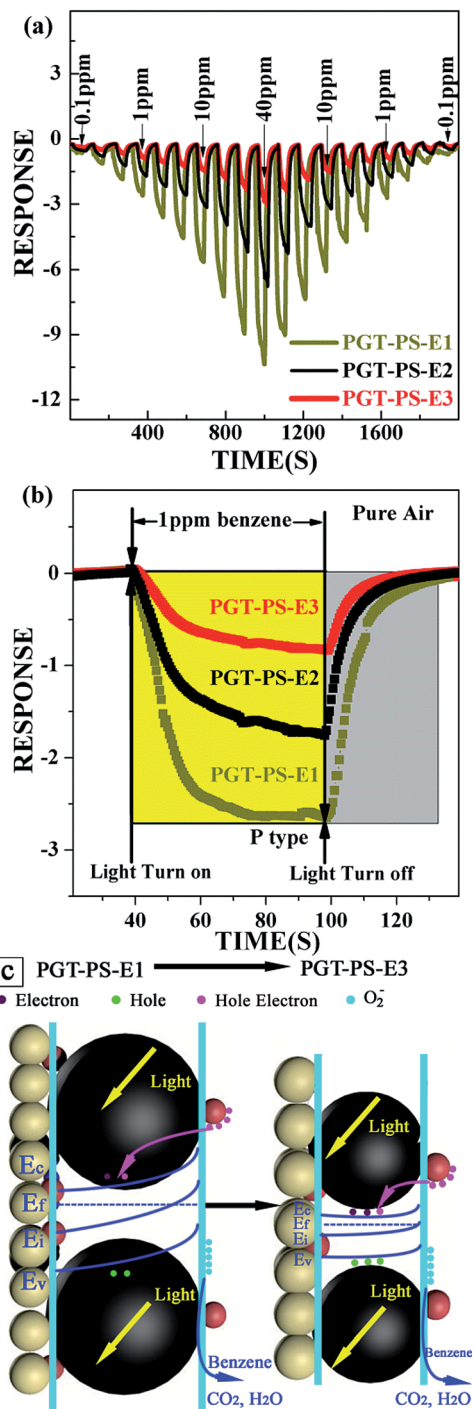 (a)
3
0
-3
-6
-9
-12
RESPONSE
0.1ppm
1ppm
10ppm
40ppm
10ppm
1ppm
0.1ppm
PGT-PS-E1
PGT-PS-E2
PGT-PS-E3
400 800 1200 1600
TIME(S)
(b)
1ppm benzene
Pure Air
0
-1
-2
-3
RESPONSE
PGT-PS-E3
PGT-PS-E2
PGT-PS-E1
P type
Light Turn on
Light Turn off
40 60 80 100 120
TIME(S)
c PGT-PS-E1 PGT-PS-E3
Electron Hole Hole Electron O₂⁻
Light
Light
Ec
Ef
Ei
Ev
Ec
Ef
Ei
Ev
Light
Light
Benzene
CO₂, H₂O
Benzene
CO₂, H₂O